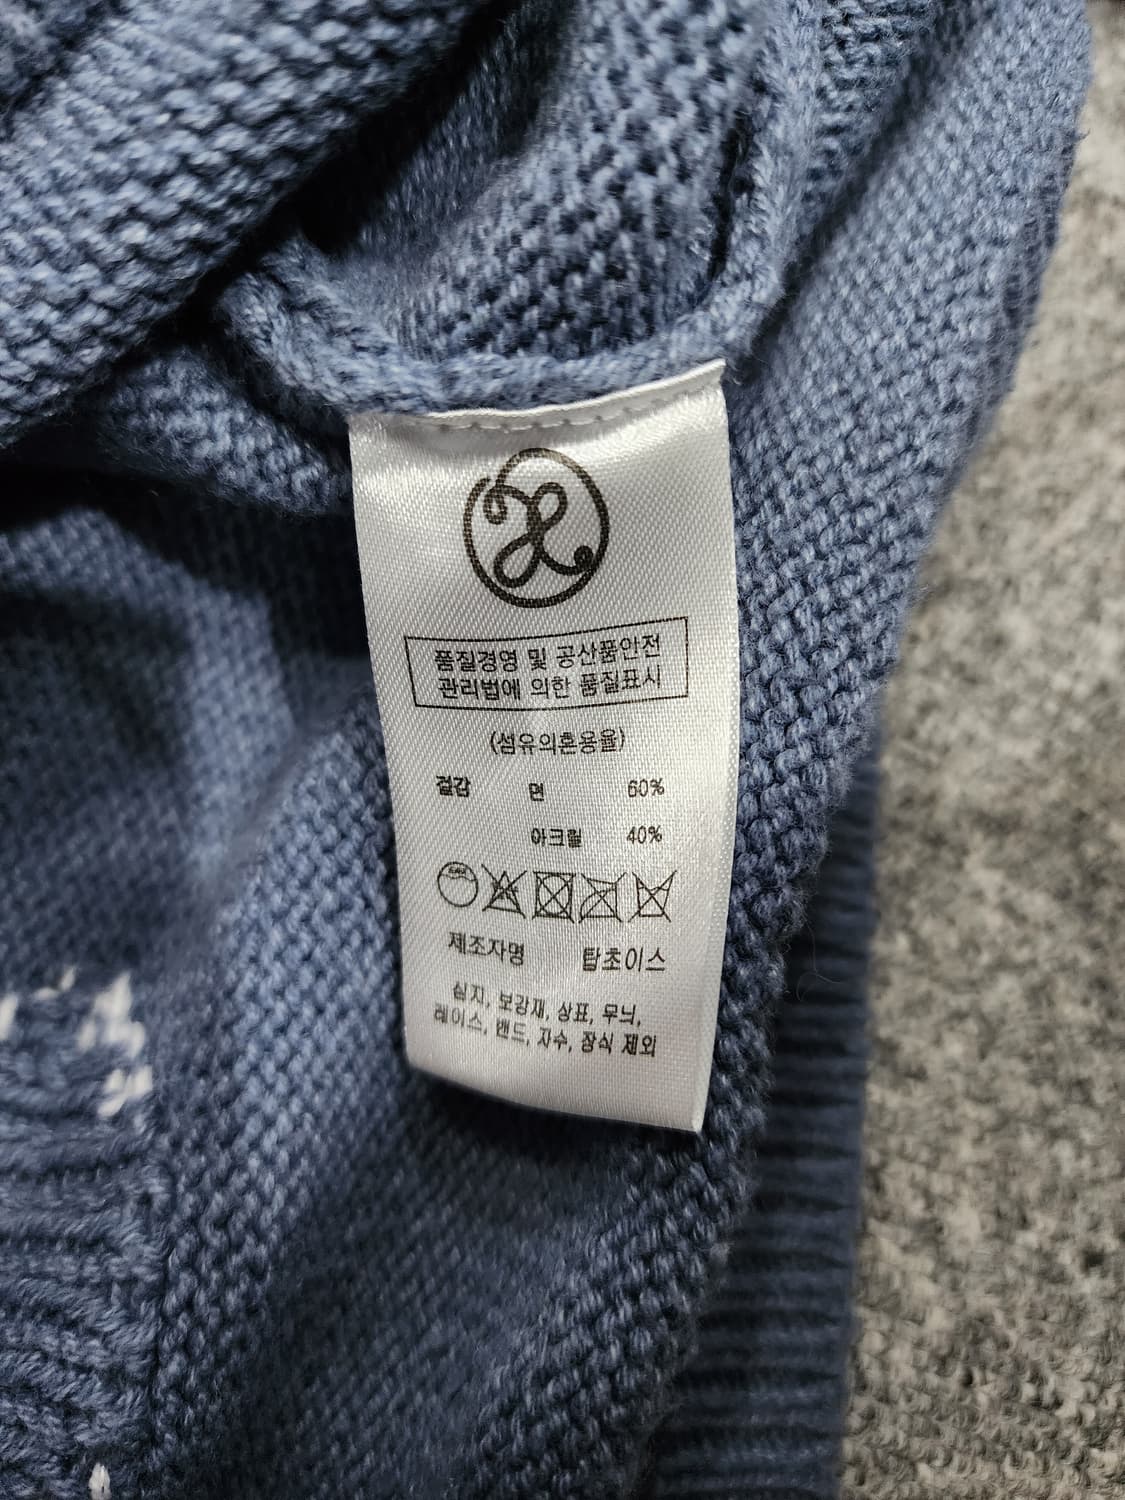 품질경영 및 공산품안전
관리법에 의한 품질표시
(섬유의혼용율)
겉감 면 60%
아크릴 40%
제조자명 탑초이스
심지, 보강재, 상표, 무늬,
레이스, 밴드, 자수, 장식 제외